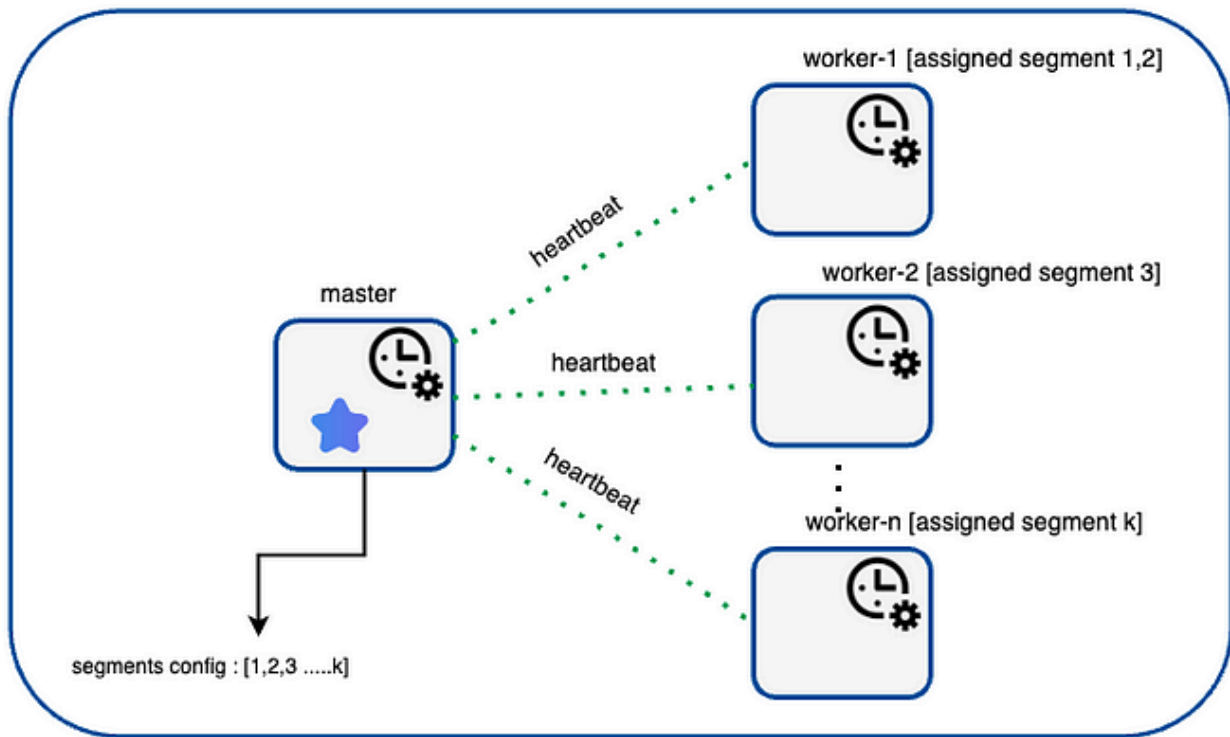 worker-1 [assigned segment 1,2]
heartbeat
worker-2 [assigned segment 3]
master
heartbeat
heartbeat
worker-n [assigned segment k]
segments config : [1,2,3 .....k]